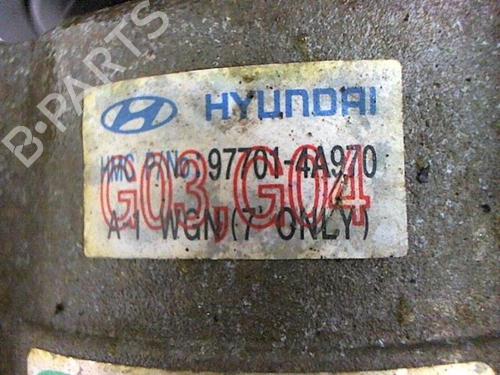 B-PARTS
HYUNDAI
HMC P/No 97701-4A970
G03,G04
A-1 WGN(7 ONLY)